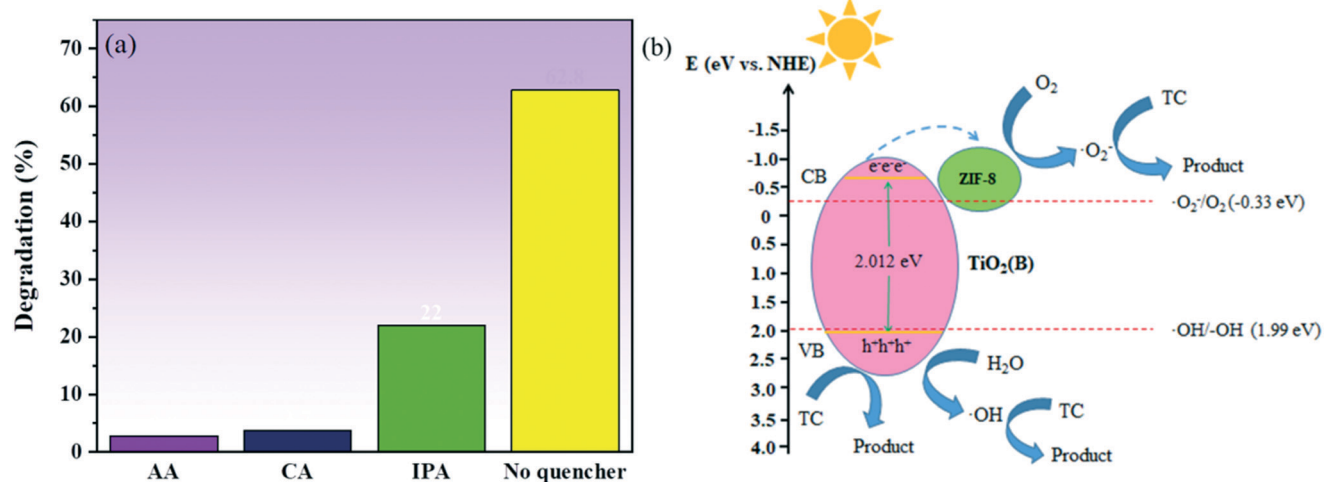 (a)
Degradation (%)
70
60
50
40
30
20
10
0
62.8
22
AA CA IPA No quencher
(b)
E (eV vs. NHE)
-1.5
-1.0
-0.5
0
0.5
1.0
1.5
2.0
2.5
3.0
3.5
4.0
CB
VB
e⁻e⁻e⁻e⁻
2.012 eV
h⁺h⁺h⁺
ZIF-8
TiO₂(B)
O₂
·O₂⁻
TC
Product
·O₂⁻/O₂ (-0.33 eV)
·OH/-OH (1.99 eV)
H₂O
·OH
TC
Product
TC
Product